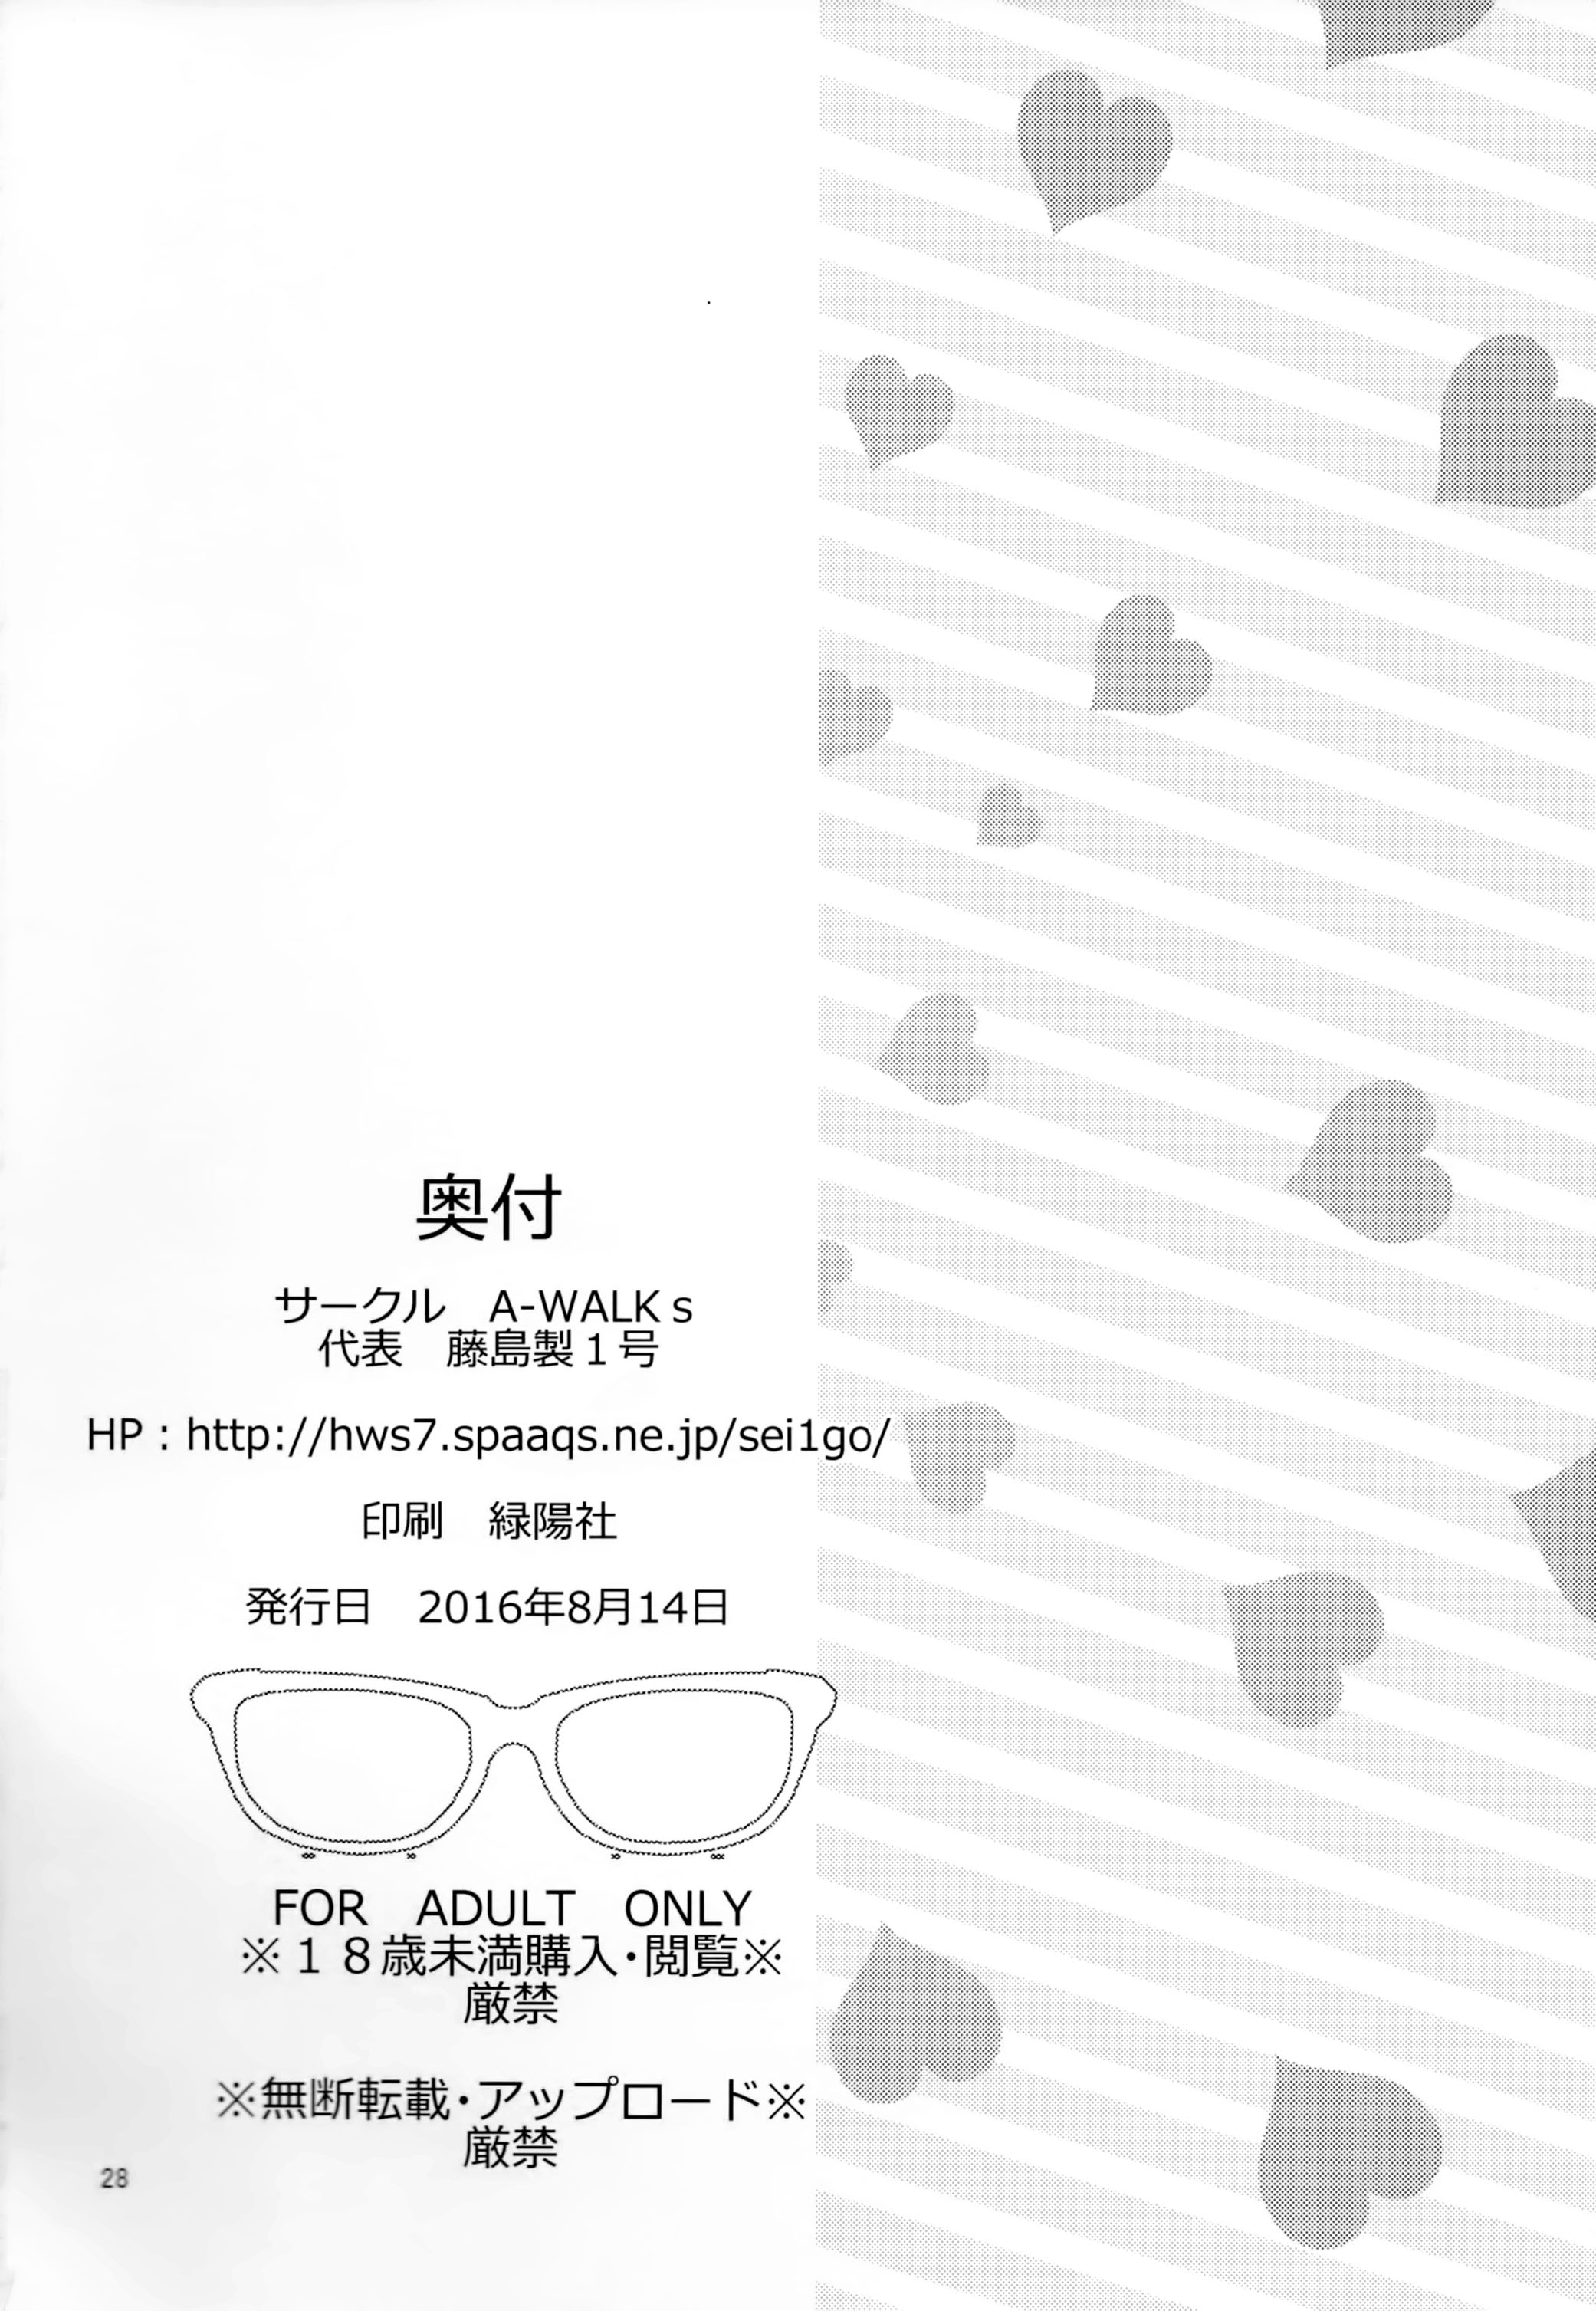 奥付
サークル　A-WALKｓ
代表　藤島製１号
HP：http://hws7.spaaqs.ne.jp/sei1go/
印刷　緑陽社
発行日　2016年8月14日
FOR　ADULT　ONLY
※１８歳未満購入・閲覧※
厳禁
※無断転載・アップロード※
厳禁
28